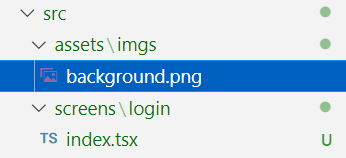 src
assets\imgs
background.png
screens\login
TS index.tsx U